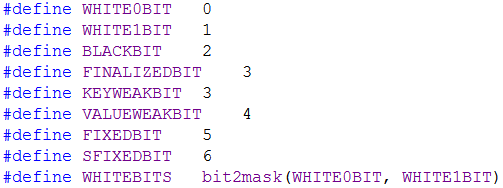 #define WHITE0BIT 0
#define WHITE1BIT 1
#define BLACKBIT 2
#define FINALIZEDBIT 3
#define KEYWEAKBIT 3
#define VALUEWEAKBIT 4
#define FIXEDBIT 5
#define SFIXEDBIT 6
#define WHITEBITS bit2mask(WHITE0BIT, WHITE1BIT)